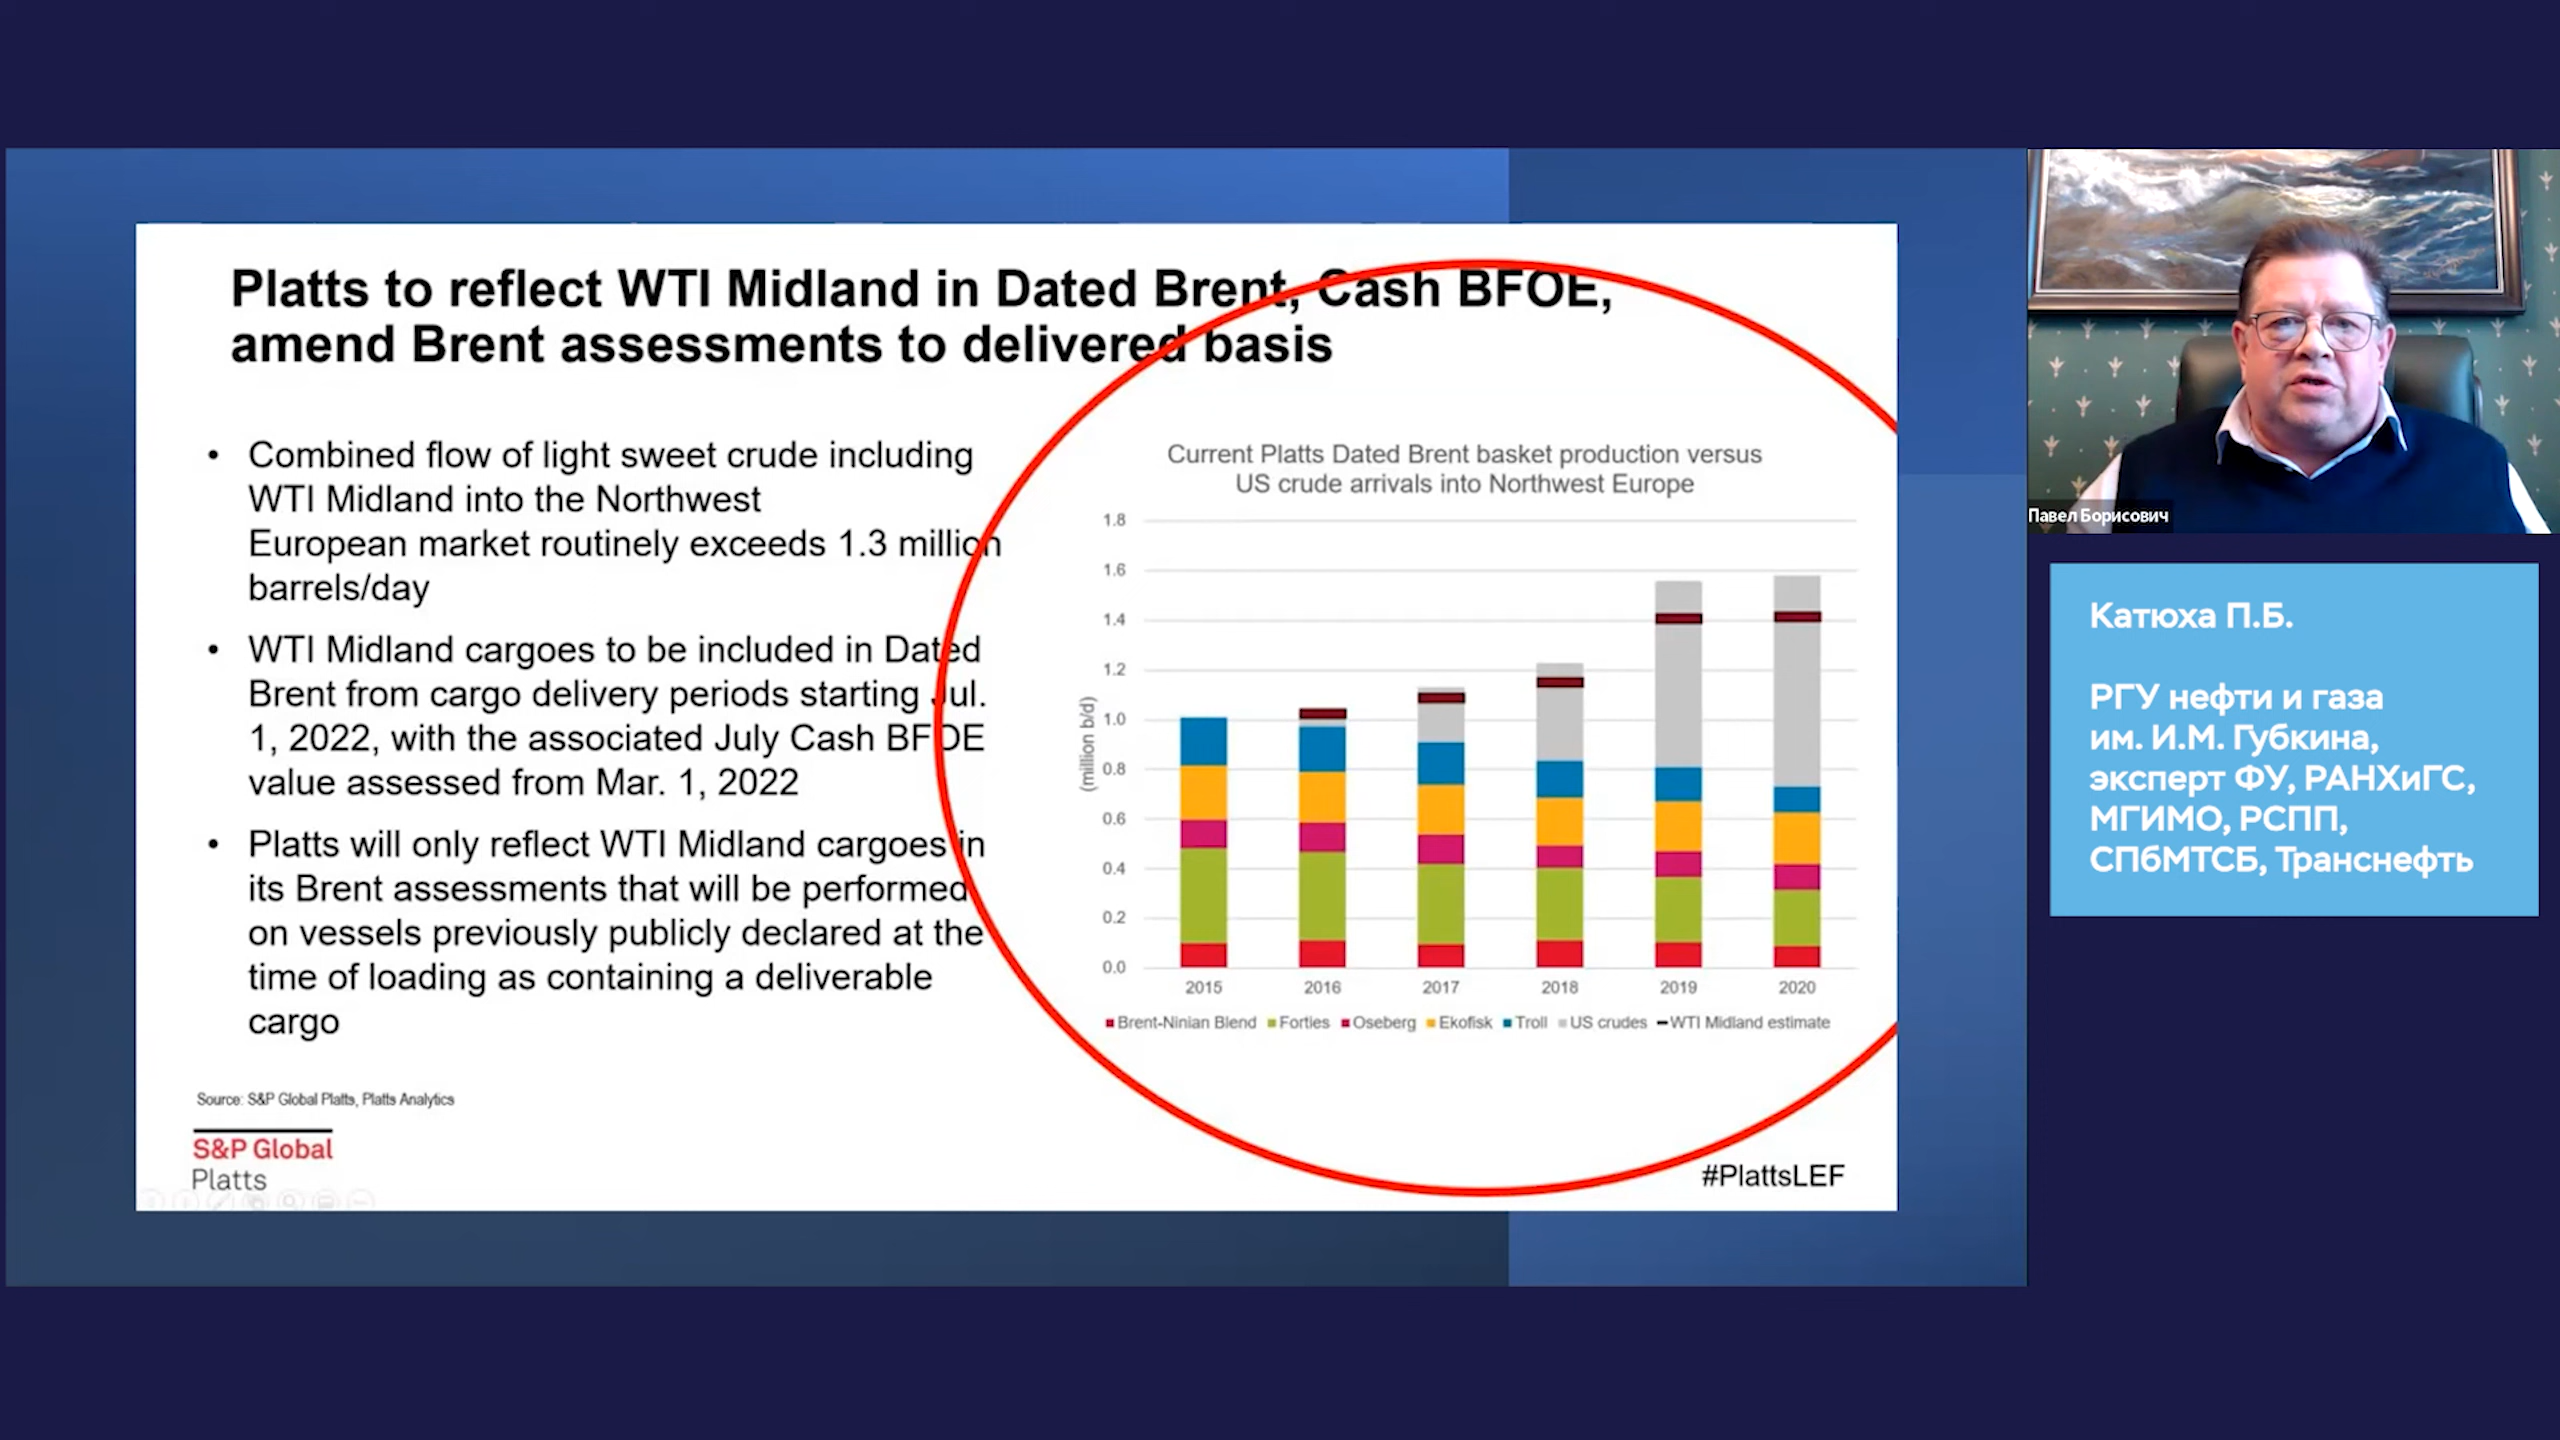 Platts to reflect WTI Midland in Dated Brent, Cash BFOE,
amend Brent assessments to delivered basis
• Combined flow of light sweet crude including
WTI Midland into the Northwest
European market routinely exceeds 1.3 million
barrels/day
• WTI Midland cargoes to be included in Dated
Brent from cargo delivery periods starting Jul.
1, 2022, with the associated July Cash BFOE
value assessed from Mar. 1, 2022
• Platts will only reflect WTI Midland cargoes in
its Brent assessments that will be performed
on vessels previously publicly declared at the
time of loading as containing a deliverable
cargo
Source: S&P Global Platts, Platts Analytics
S&P Global
Platts
Current Platts Dated Brent basket production versus
US crude arrivals into Northwest Europe
(million b/d)
1.8
1.6
1.4
1.2
1.0
0.8
0.6
0.4
0.2
0.0
2015 2016 2017 2018 2019 2020
Brent-Ninian Blend Forties Oseberg Ekofisk Troll US crudes WTI Midland estimate
#PlattsLEF
Павел Борисович
Катюха П.Б.
РГУ нефти и газа
им. И.М. Губкина,
эксперт ФУ, РАНХиГС,
МГИМО, РСПП,
СПбМТСБ, Транснефть